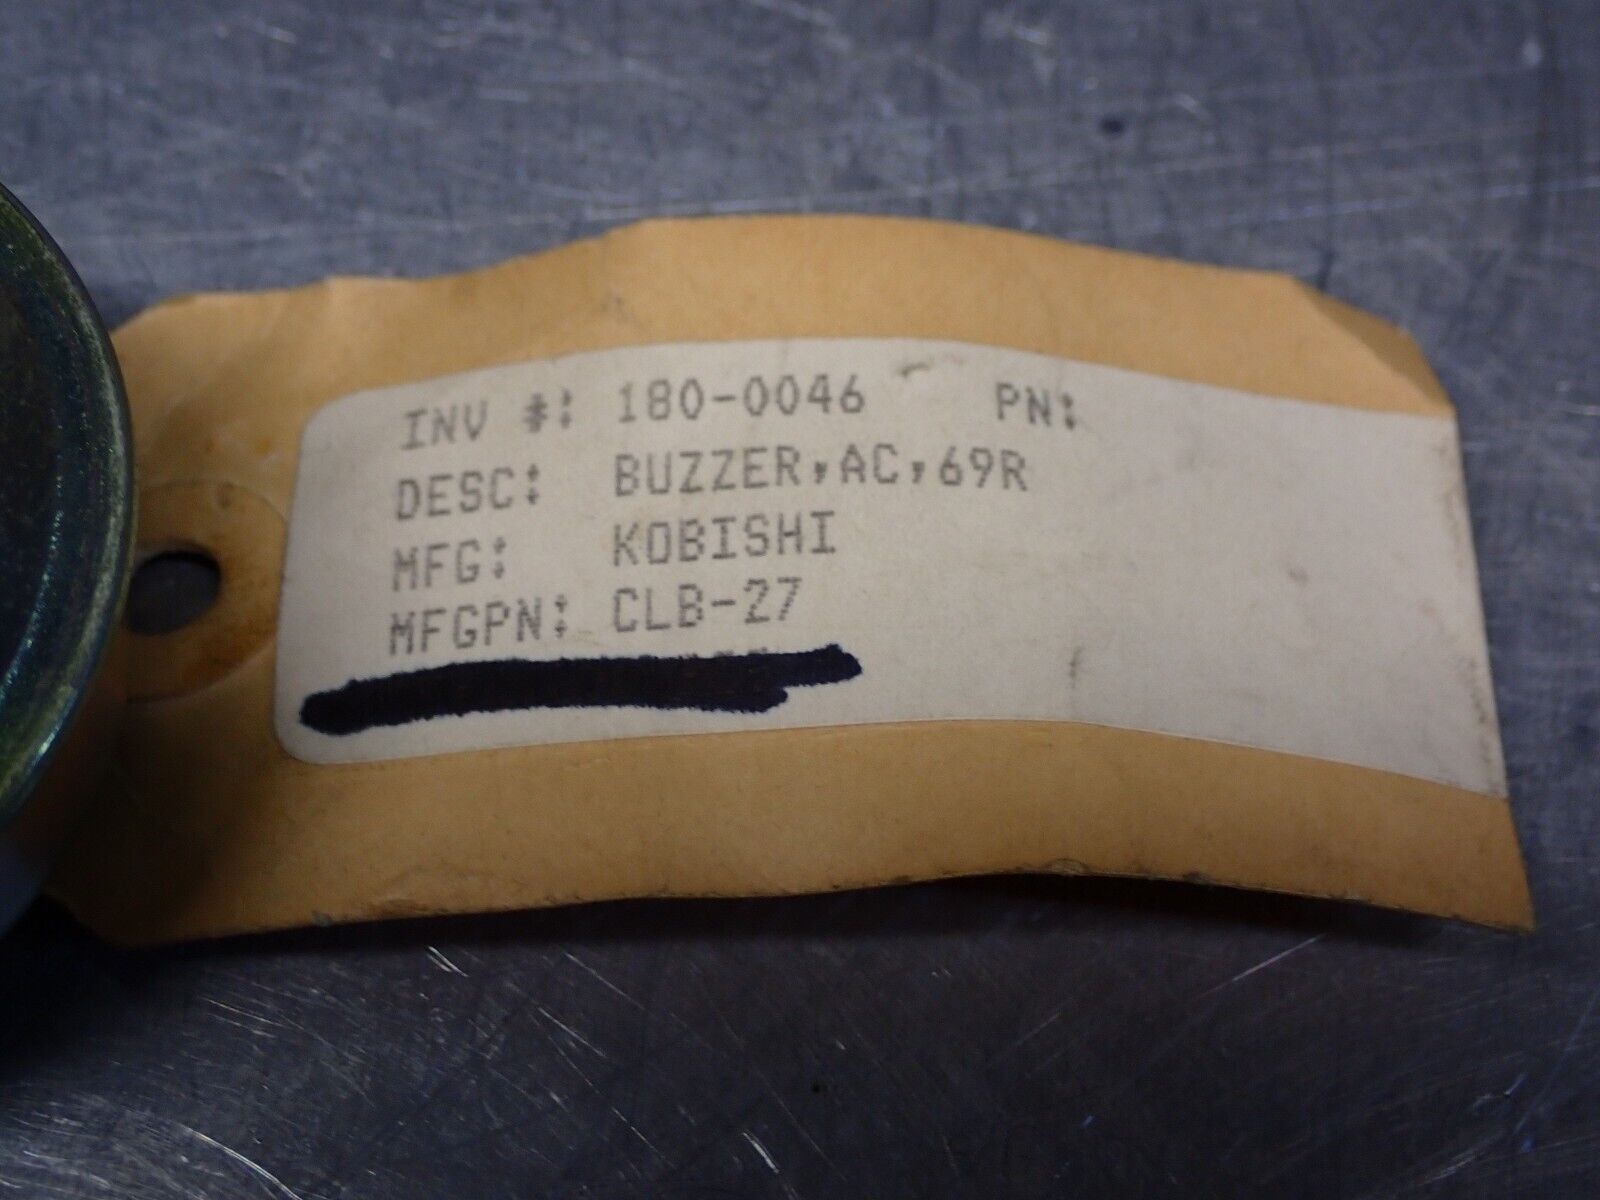 INV #: 180-0046 PN:
DESC: BUZZER,AC,69R
MFG: KOBISHI
MFGPN: CLB-27